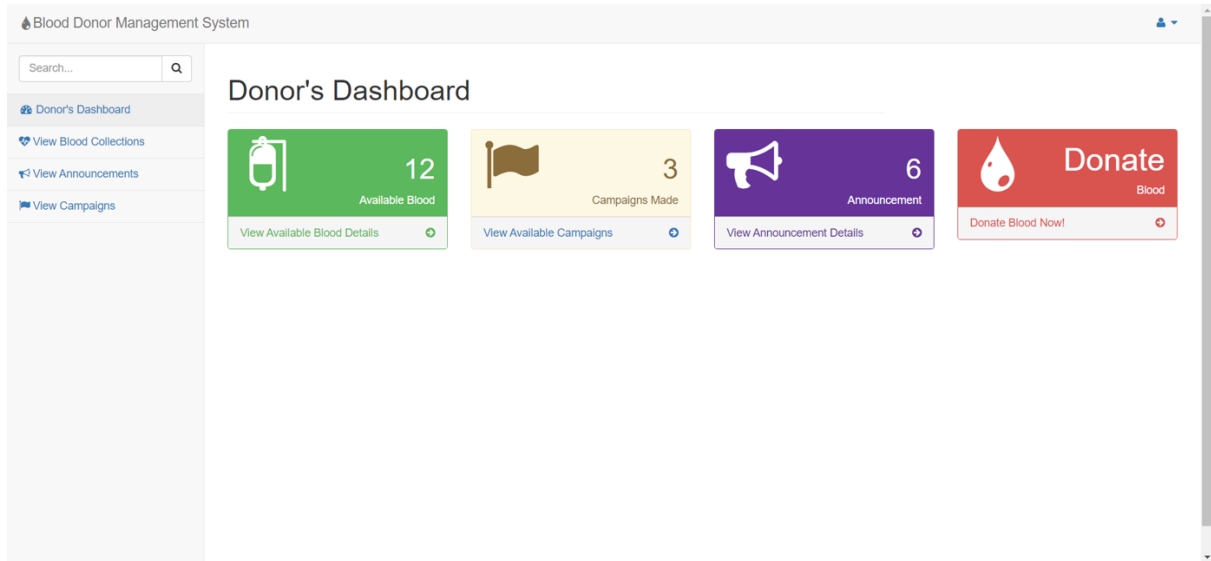 Blood Donor Management System
Search...
Donor's Dashboard
View Blood Collections
View Announcements
View Campaigns
Donor's Dashboard
12
Available Blood
View Available Blood Details
3
Campaigns Made
View Available Campaigns
6
Announcement
View Announcement Details
Donate
Blood
Donate Blood Now!